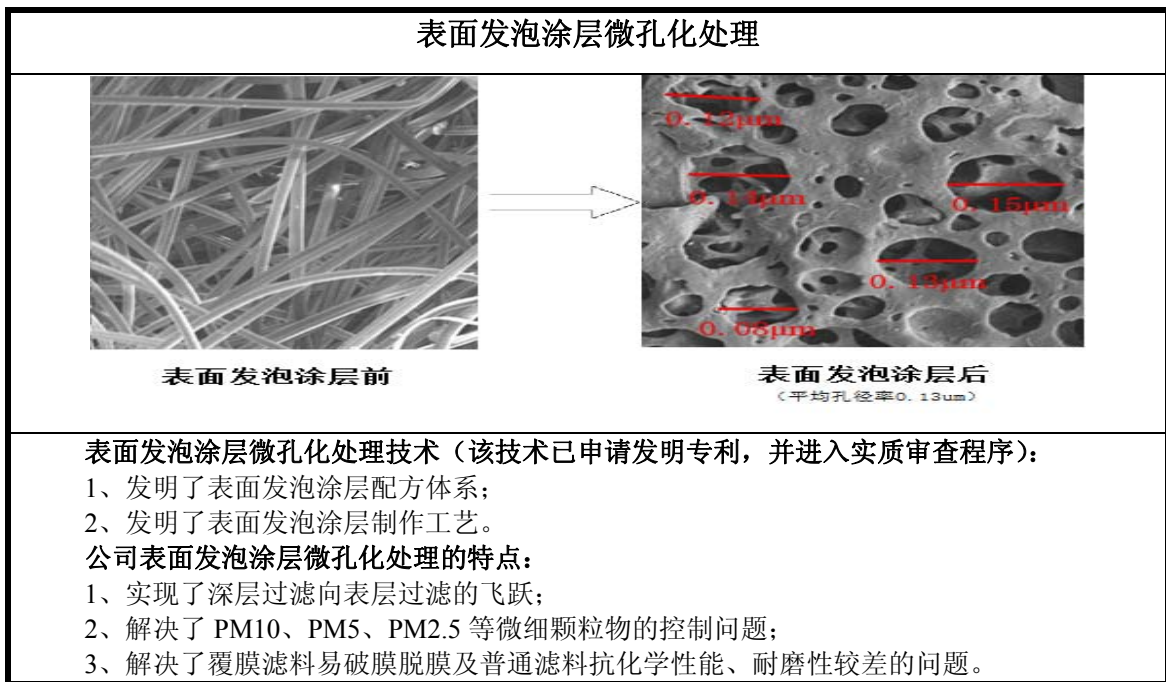 表面发泡涂层微孔化处理
0. 12μm
0. 14μm
0. 15μm
0. 13μm
0. 08μm
表面发泡涂层前
表面发泡涂层后
（平均孔径率0. 13um）
表面发泡涂层微孔化处理技术（该技术已申请发明专利，并进入实质审查程序）：
1、发明了表面发泡涂层配方体系；
2、发明了表面发泡涂层制作工艺。
公司表面发泡涂层微孔化处理的特点：
1、实现了深层过滤向表层过滤的飞跃；
2、解决了 PM10、PM5、PM2.5 等微细颗粒物的控制问题；
3、解决了覆膜滤料易破膜脱膜及普通滤料抗化学性能、耐磨性较差的问题。